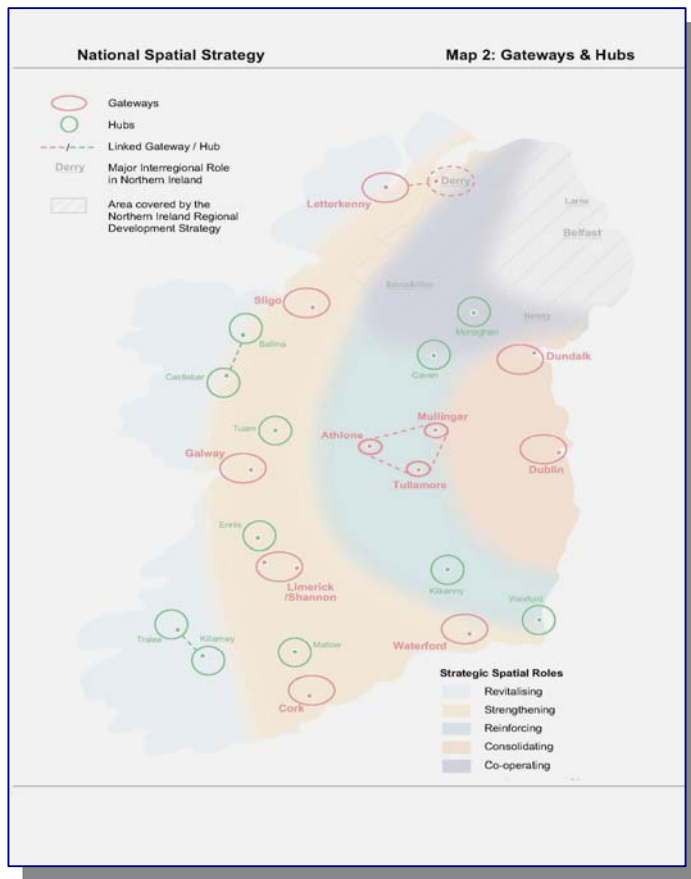 National Spatial Strategy
Map 2: Gateways & Hubs
Gateways
Hubs
Linked Gateway / Hub
Derry
Major Interregional Role
in Northern Ireland
Area covered by the
Northern Ireland Regional
Development Strategy
Derry
Letterkenny
Larne
Belfast
Enniskillen
Sligo
Newry
Monaghan
Ballina
Dundalk
Cavan
Castlebar
Mullingar
Tuam
Athlone
Galway
Dublin
Tullamore
Ennis
Limerick
/Shannon
Kilkenny
Wexford
Tralee
Killarney
Mallow
Waterford
Cork
Strategic Spatial Roles
Revitalising
Strengthening
Reinforcing
Consolidating
Co-operating